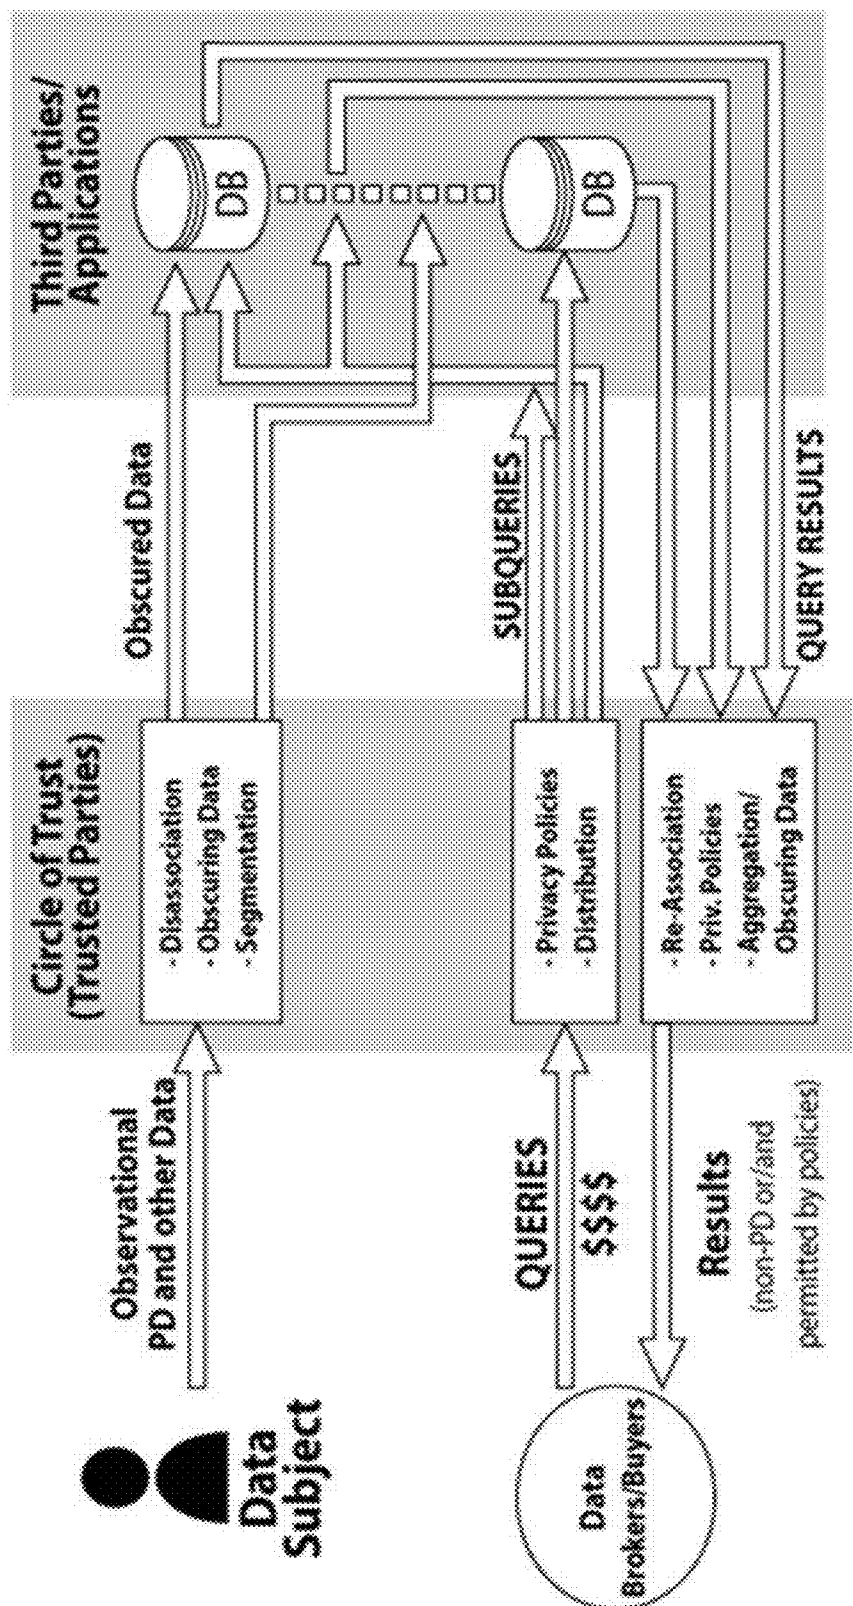 Data
Subject
Observational
PD and other Data
Circle of Trust
(Trusted Parties)
- Disassociation
- Obscuring Data
- Segmentation
Obscured Data
Third Parties/
Applications
DB
DB
Data
Brokers/Buyers
QUERIES
$$$$
- Privacy Policies
- Distribution
SUBQUERIES
Results
(non-PD or/and
permitted by policies)
- Re-Association
- Priv. Policies
- Aggregation/
Obscuring Data
QUERY RESULTS